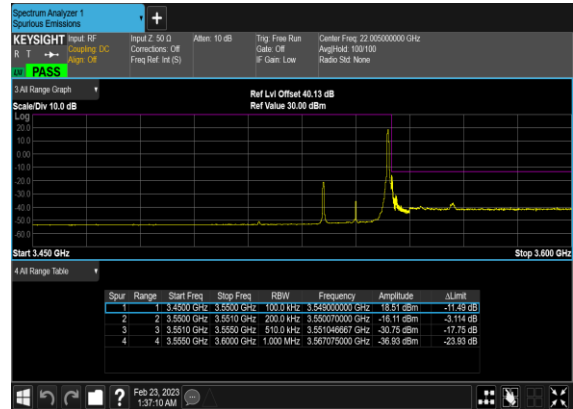 Spectrum Analyzer 1
Spurious Emissions
KEYSIGHT Input: RF Input Z: 50 Ω Atten: 10 dB Trig: Free Run Center Freq: 22.005000000 GHz
R T Coupling: DC Corrections: Off Gate: Off Avg|Hold: 100/100
Align: Off Freq Ref: Int (S) IF Gain: Low Radio Std: None
LW PASS
3 All Range Graph
Ref Lvl Offset 40.13 dB
Scale/Div 10.0 dB Ref Value 30.00 dBm
Log
20.0
10.0
0.00
-10.0
-20.0
-30.0
-40.0
-50.0
-60.0
Start 3.450 GHz Stop 3.600 GHz
4 All Range Table
Spur Range Start Freq Stop Freq RBW Frequency Amplitude ΔLimit
1 1 3.4500 GHz 3.5500 GHz 100.0 kHz 3.549000000 GHz 18.51 dBm -11.49 dB
2 2 3.5500 GHz 3.5510 GHz 200.0 kHz 3.550070000 GHz -16.11 dBm -3.114 dB
3 3 3.5510 GHz 3.5550 GHz 510.0 kHz 3.551046667 GHz -30.75 dBm -17.75 dB
4 4 3.5550 GHz 3.6000 GHz 1.000 MHz 3.567075000 GHz -36.93 dBm -23.93 dB
? Feb 23, 2023
1:37:10 AM